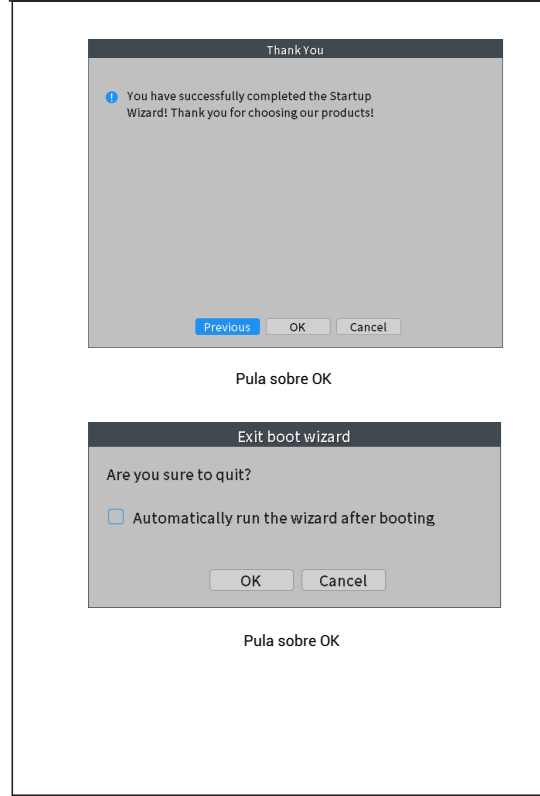 Thank You
You have successfully completed the Startup
Wizard! Thank you for choosing our products!
Previous OK Cancel
Pula sobre OK
Exit boot wizard
Are you sure to quit?
Automatically run the wizard after booting
OK Cancel
Pula sobre OK